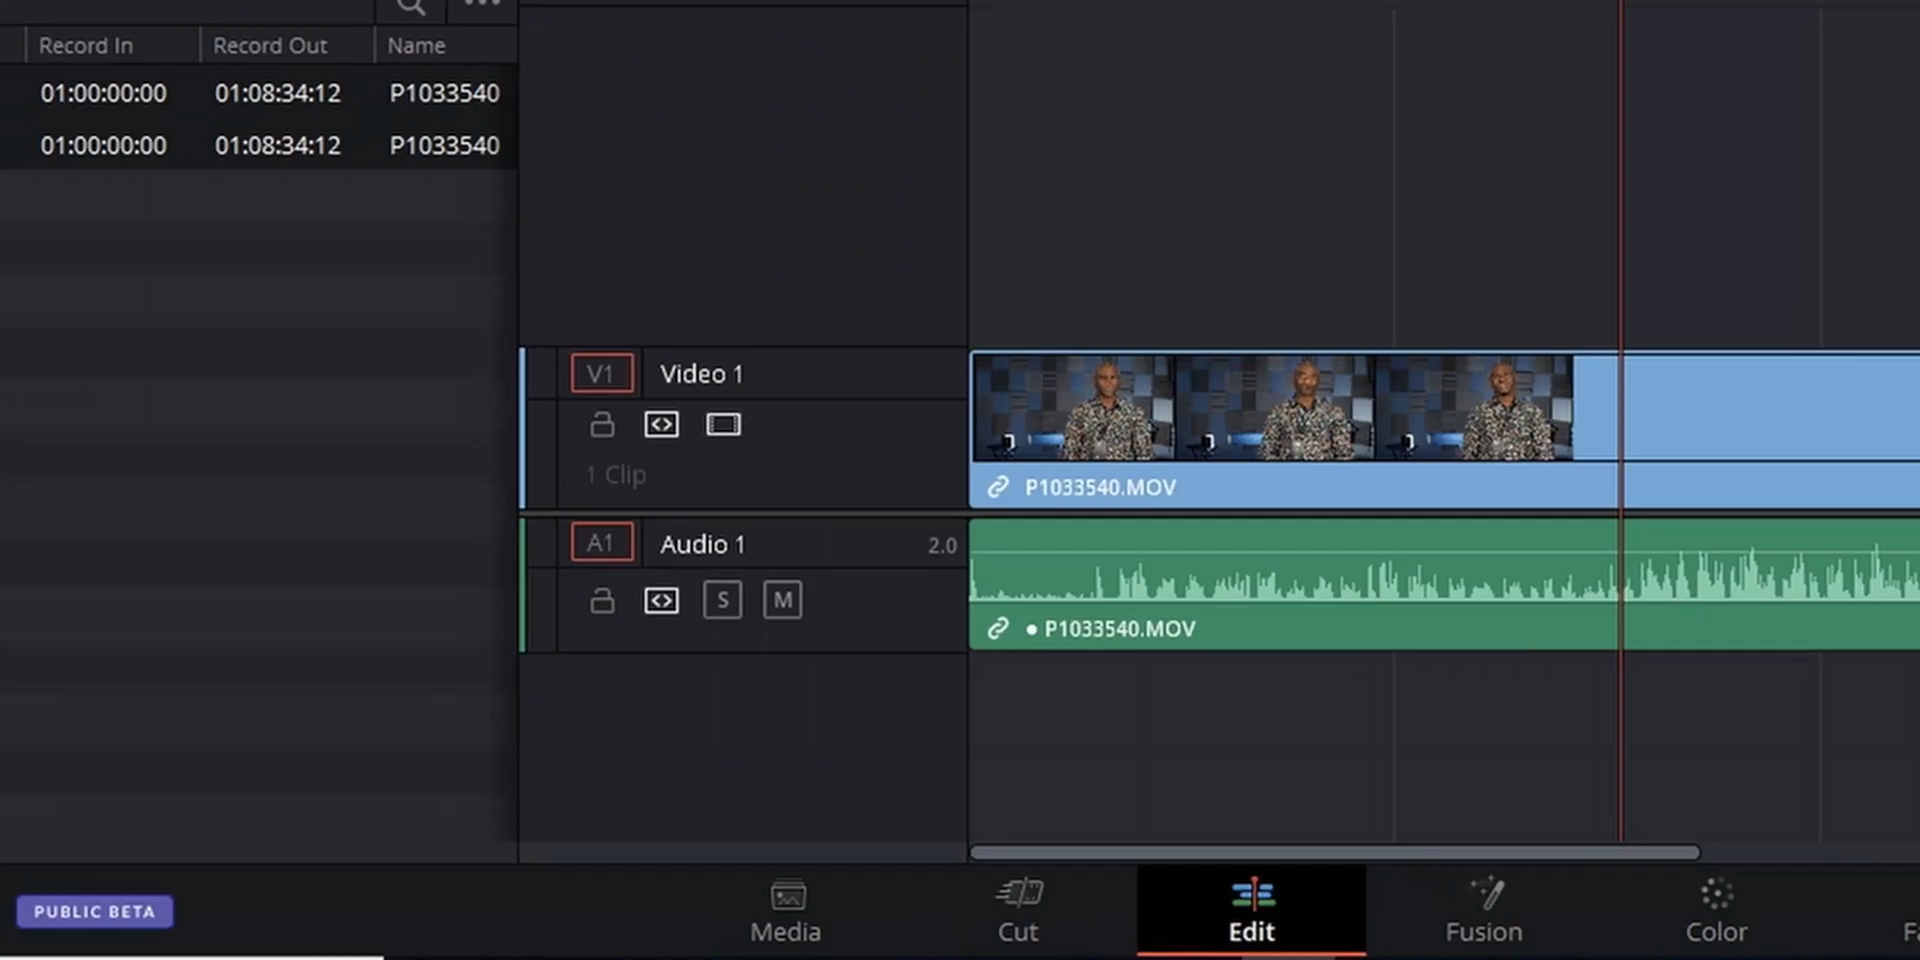 Record In Record Out Name
01:00:00:00 01:08:34:12 P1033540
01:00:00:00 01:08:34:12 P1033540
V1 Video 1
1 Clip
P1033540.MOV
A1 Audio 1 2.0
S M
P1033540.MOV
PUBLIC BETA
Media Cut Edit Fusion Color